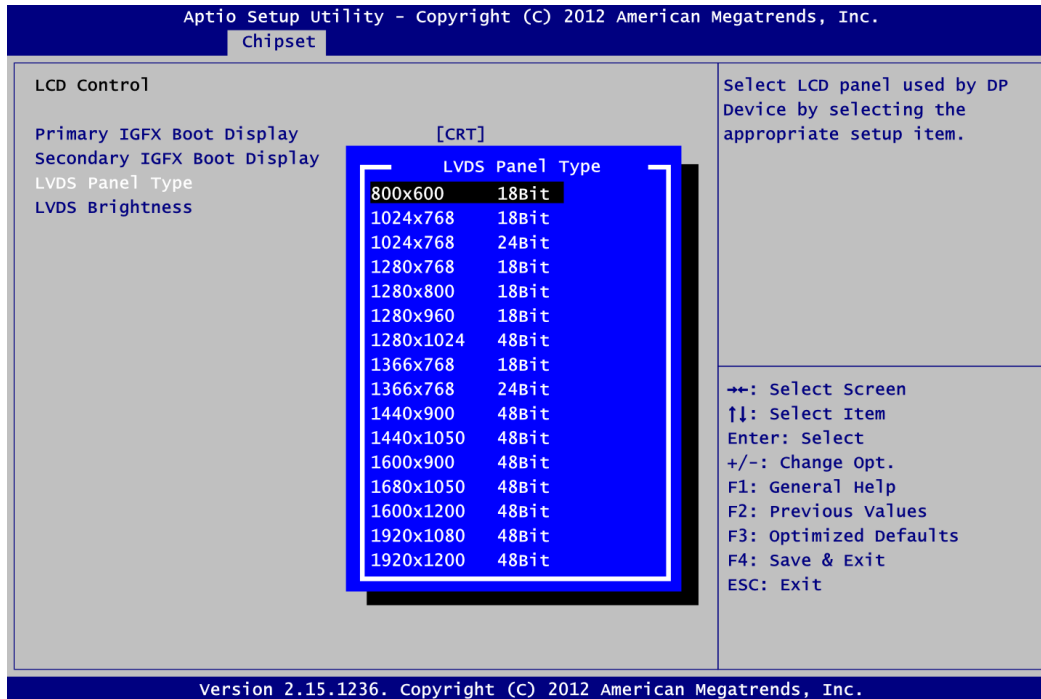 Aptio Setup Utility - Copyright (C) 2012 American Megatrends, Inc.
Chipset
LCD Control
Primary IGFX Boot Display [CRT]
Secondary IGFX Boot Display
LVDS Panel Type
LVDS Brightness
LVDS Panel Type
800x600 18Bit
1024x768 18Bit
1024x768 24Bit
1280x768 18Bit
1280x800 18Bit
1280x960 18Bit
1280x1024 48Bit
1366x768 18Bit
1366x768 24Bit
1440x900 48Bit
1440x1050 48Bit
1600x900 48Bit
1680x1050 48Bit
1600x1200 48Bit
1920x1080 48Bit
1920x1200 48Bit
Select LCD panel used by DP
Device by selecting the
appropriate setup item.
→←: Select Screen
↑↓: Select Item
Enter: Select
+/-: Change Opt.
F1: General Help
F2: Previous Values
F3: Optimized Defaults
F4: Save & Exit
ESC: Exit
Version 2.15.1236. Copyright (C) 2012 American Megatrends, Inc.